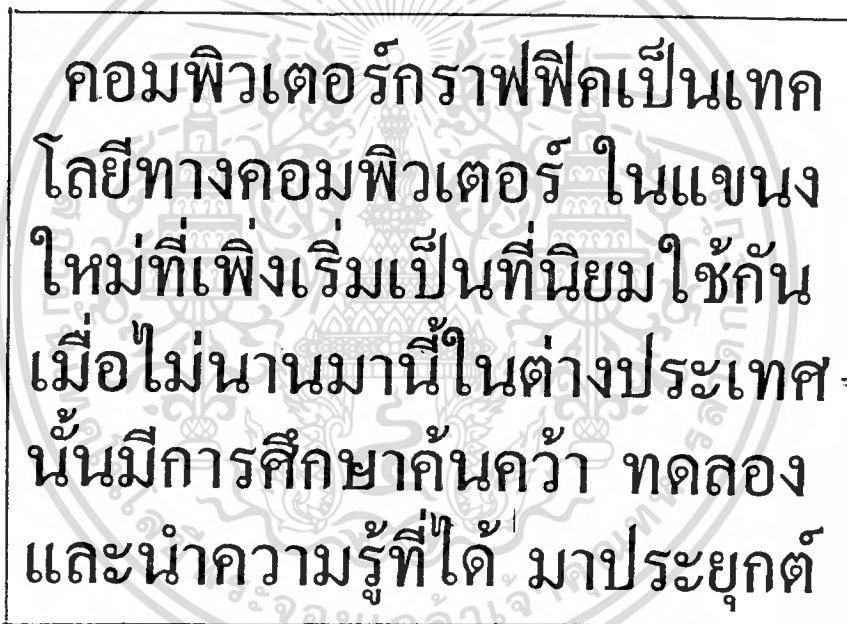 คอมพิวเตอร์กราฟฟิคเป็นเทค
โลยีทางคอมพิวเตอร์ ในแขนง
ใหม่ที่เพิ่งเริ่มเป็นที่นิยมใช้กัน
เมื่อไม่นานมานี้ในต่างประเทศ
นั้นมีการศึกษาค้นคว้า ทดลอง
และนำความรู้ที่ได้ มาประยุกต์